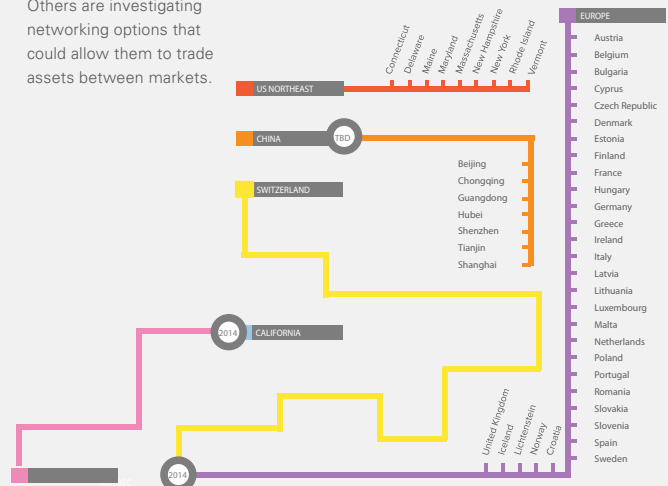 Others are investigating
networking options that
could allow them to trade
assets between markets.
US NORTHEAST
Connecticut
Delaware
Maine
Maryland
Massachusetts
New Hampshire
New York
Rhode Island
Vermont
CHINA
TBD
Beijing
Chongqing
Guangdong
Hubei
Shenzhen
Tianjin
Shanghai
SWITZERLAND
2014
CALIFORNIA
2014
United Kingdom
Iceland
Lichtenstein
Norway
Croatia
EUROPE
Austria
Belgium
Bulgaria
Cyprus
Czech Republic
Denmark
Estonia
Finland
France
Hungary
Germany
Greece
Ireland
Italy
Latvia
Lithuania
Luxembourg
Malta
Netherlands
Poland
Portugal
Romania
Slovakia
Slovenia
Spain
Sweden